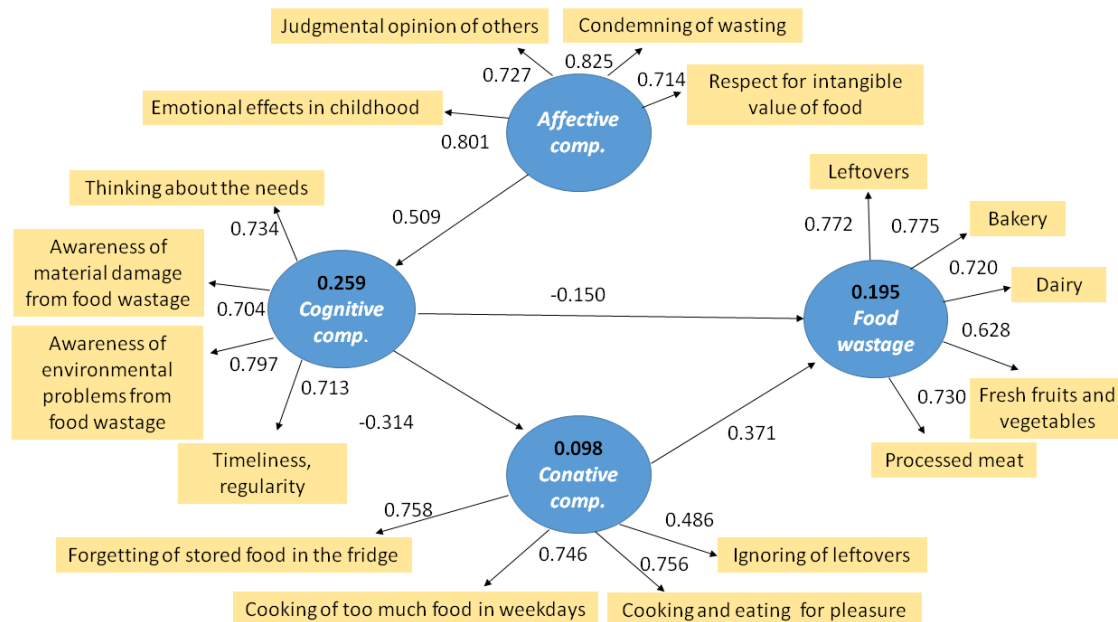 Judgmental opinion of others
Condemning of wasting
0.727
0.825
0.714
Respect for intangible
value of food
Emotional effects in childhood
0.801
Affective
comp.
Thinking about the needs
0.734
0.509
Leftovers
0.772
0.775
Bakery
Awareness of
material damage
from food wastage
0.704
0.259
Cognitive
comp.
-0.150
0.195
Food
wastage
0.720
Dairy
0.628
Awareness of
environmental
problems from
food wastage
0.797
0.713
-0.314
0.730
Fresh fruits and
vegetables
Timeliness,
regularity
0.098
Conative
comp.
0.371
Processed meat
0.758
0.486
Forgetting of stored food in the fridge
0.746
0.756
Ignoring of leftovers
Cooking of too much food in weekdays
Cooking and eating for pleasure